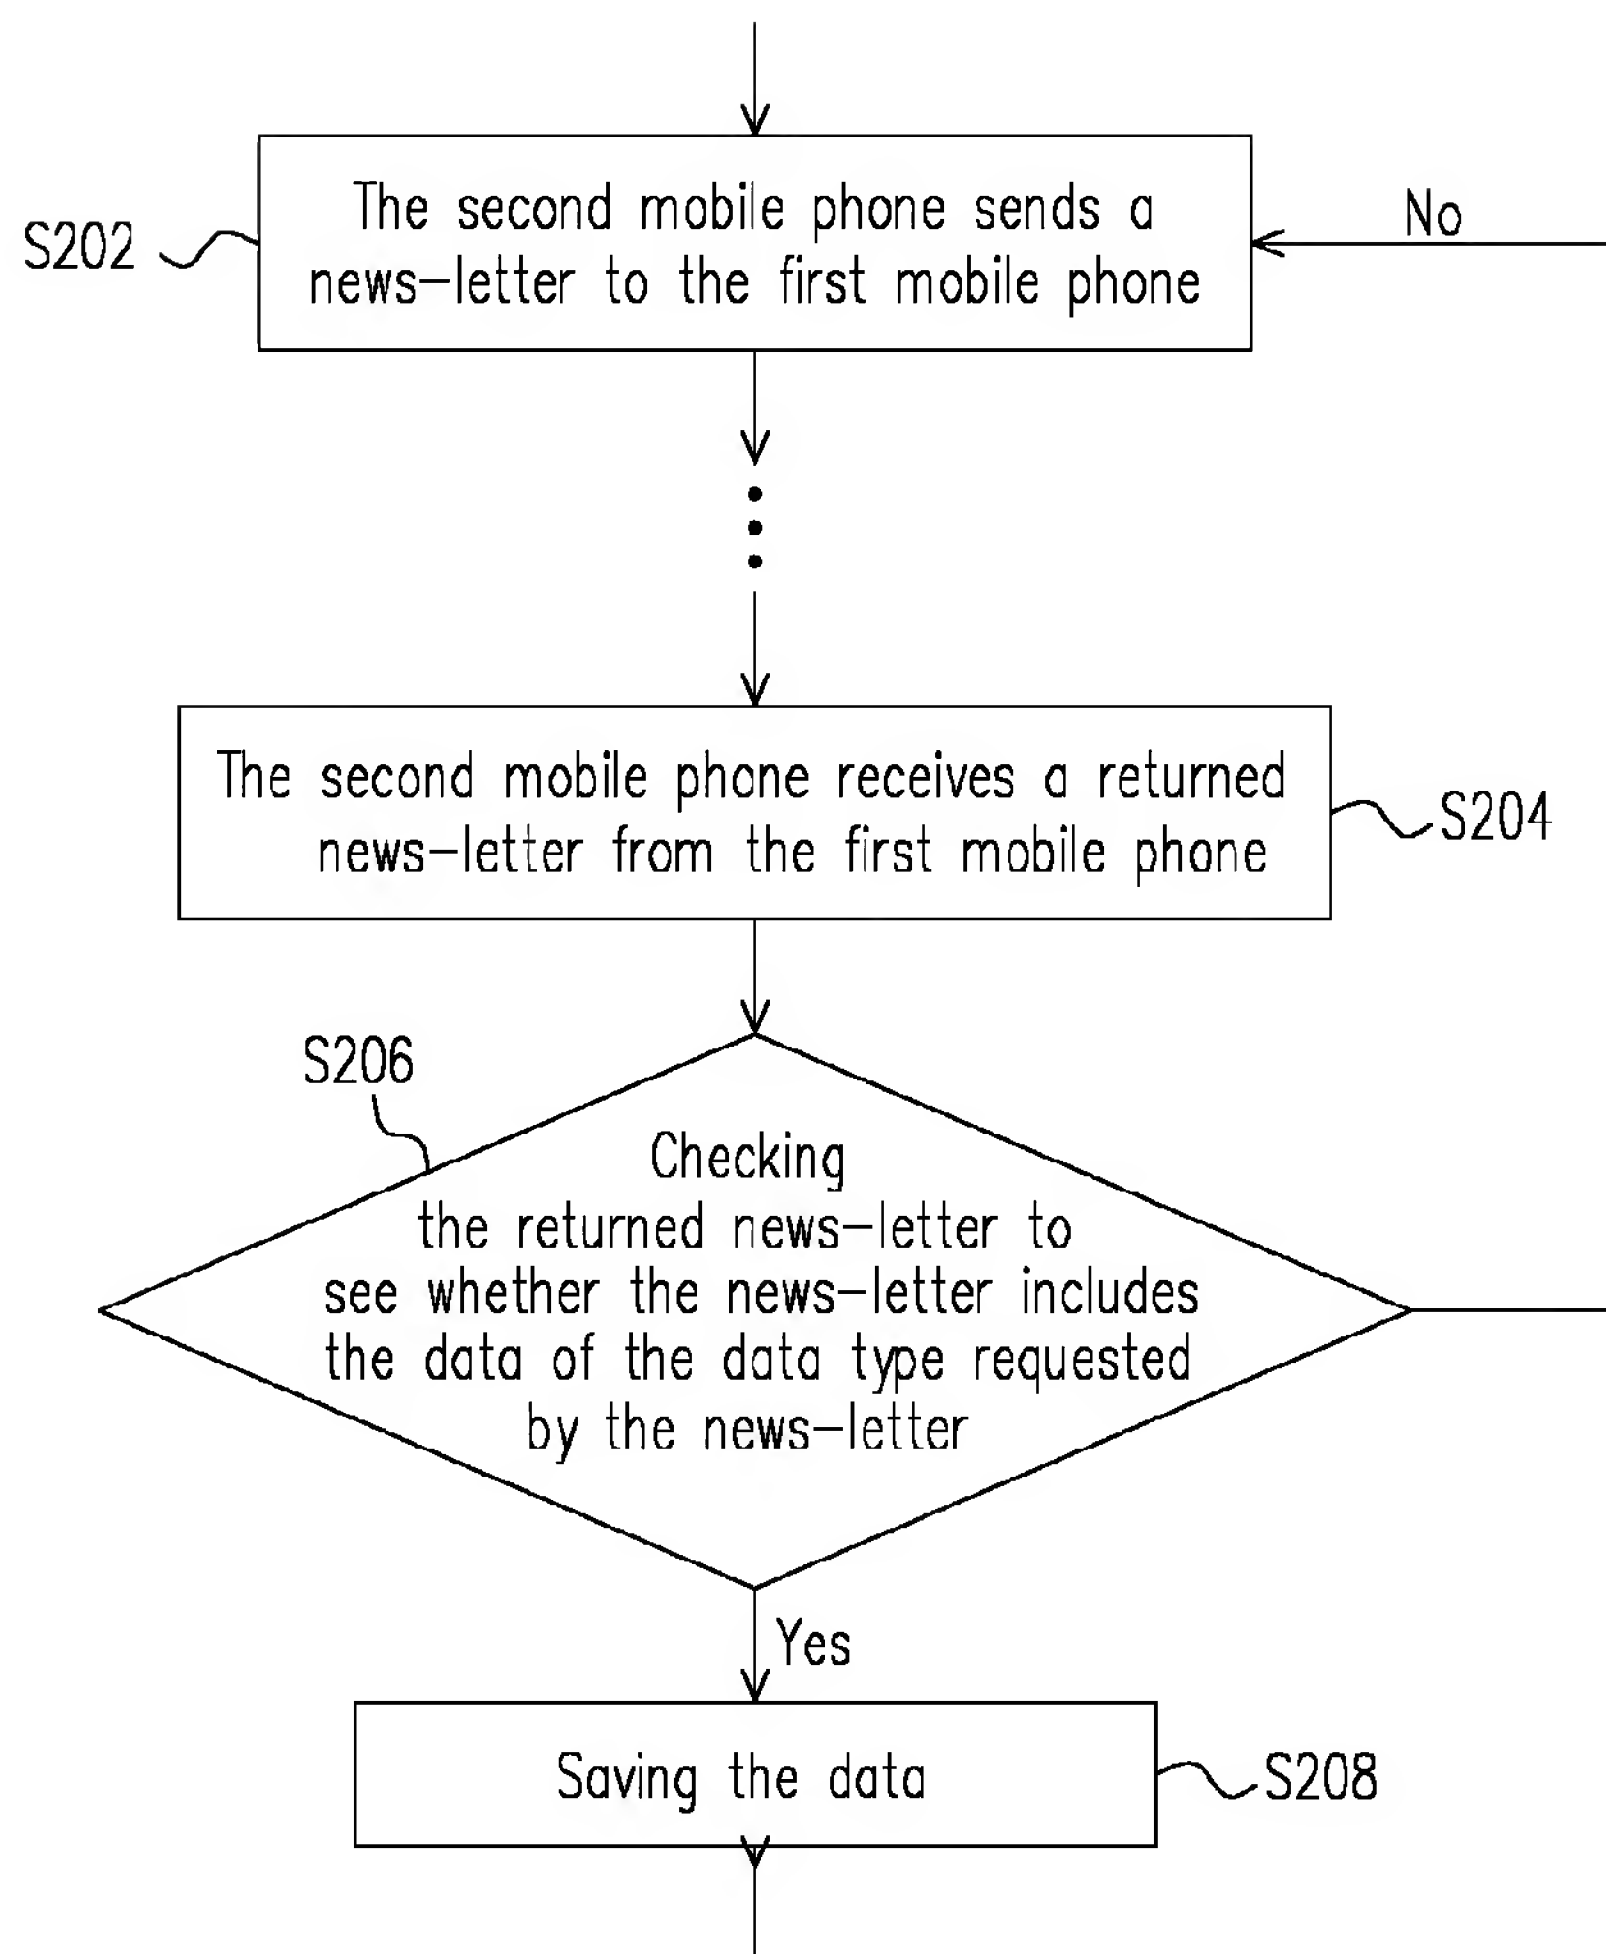 The second mobile phone sends a
news-letter to the first mobile phone
S202
No
The second mobile phone receives a returned
news-letter from the first mobile phone
S204
S206
Checking
the returned news-letter to
see whether the news-letter includes
the data of the data type requested
by the news-letter
Yes
Saving the data
S208